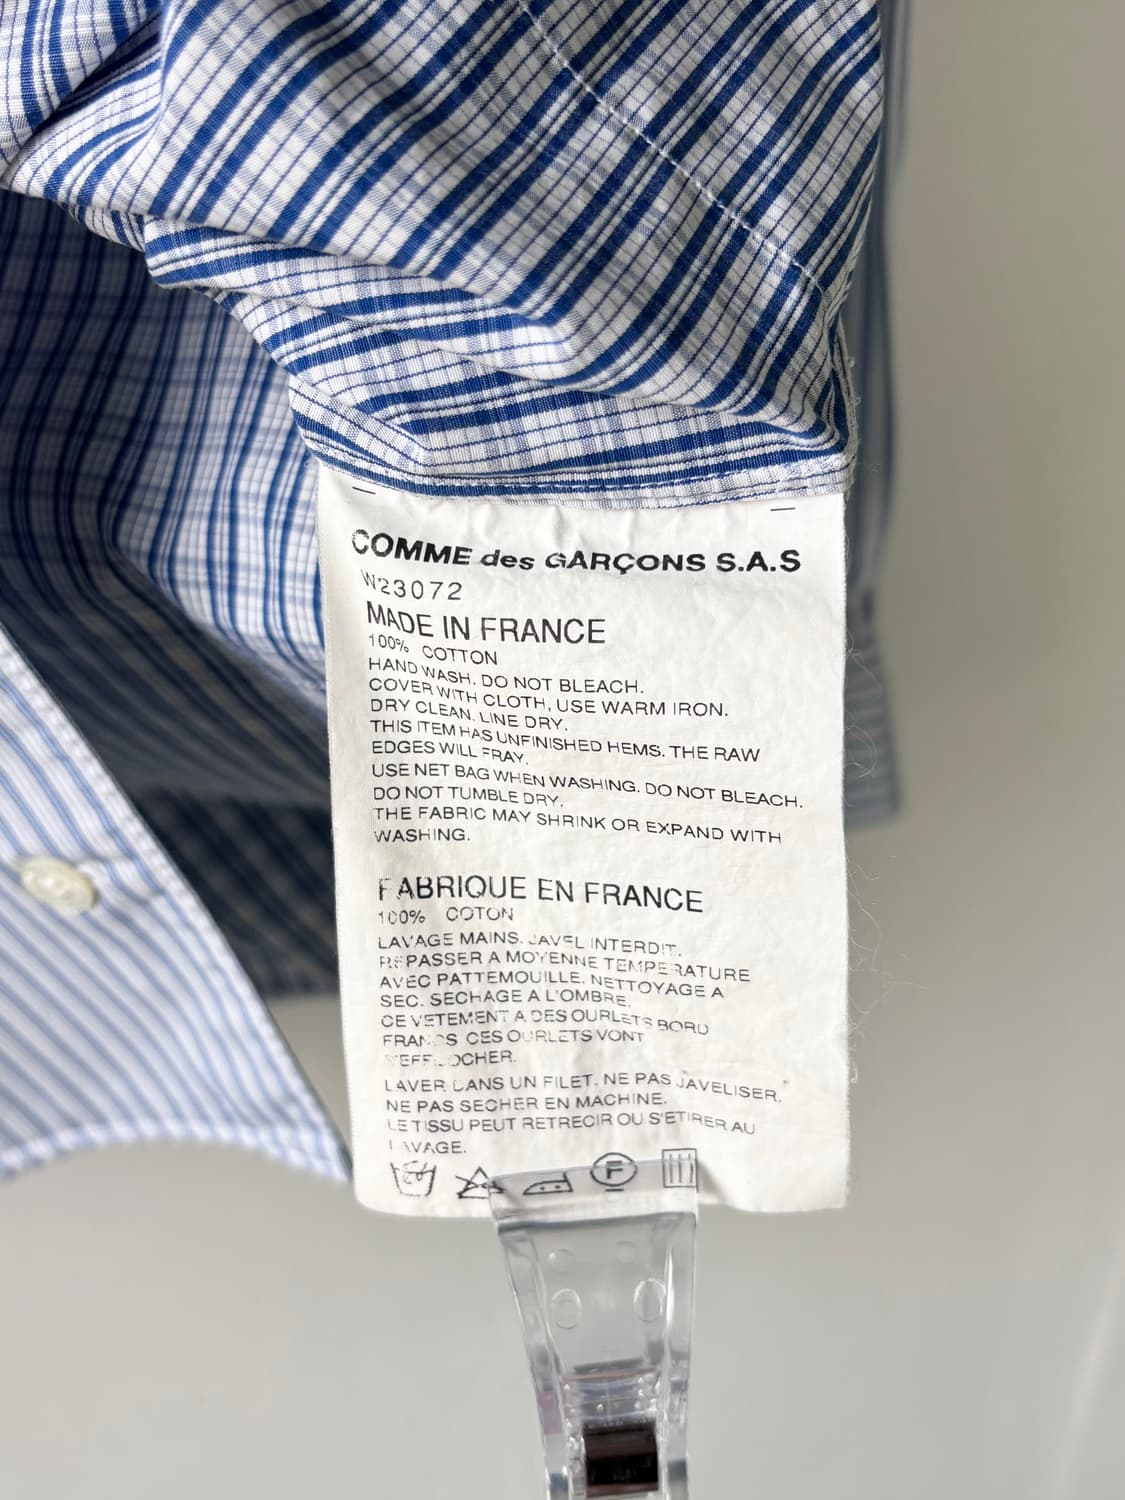 COMME des GARÇONS S.A.S
W23072
MADE IN FRANCE
100% COTTON
HAND WASH. DO NOT BLEACH.
COVER WITH CLOTH, USE WARM IRON.
DRY CLEAN. LINE DRY.
THIS ITEM HAS UNFINISHED HEMS. THE RAW
EDGES WILL FRAY.
USE NET BAG WHEN WASHING. DO NOT BLEACH.
DO NOT TUMBLE DRY.
THE FABRIC MAY SHRINK OR EXPAND WITH
WASHING.
FABRIQUE EN FRANCE
100% COTON
LAVAGE MAINS. JAVEL INTERDIT.
REPASSER A MOYENNE TEMPERATURE
AVEC PATTEMOUILLE. NETTOYAGE A
SEC. SECHAGE A L'OMBRE.
CE VETEMENT A DES OURLETS BORD
FRANCS CES OURLETS VONT
S'EFFILOCHER.
LAVER DANS UN FILET. NE PAS JAVELISER.
NE PAS SECHER EN MACHINE.
LE TISSU PEUT RETRECIR OU S'ETIRER AU
LAVAGE.
F